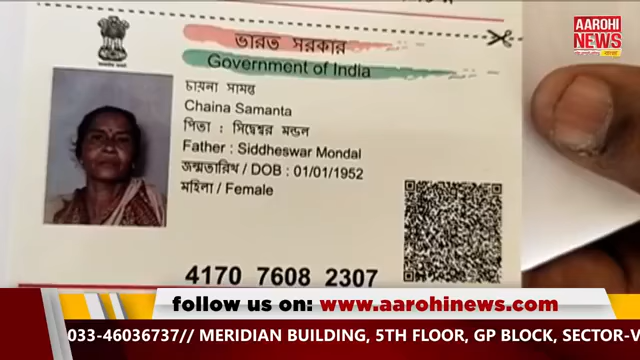 AAROHI
NEWS
ভারত সরকার
Government of India
চায়না সামন্ত
Chaina Samanta
পিতা : সিদ্ধেশ্বর মন্ডল
Father : Siddheswar Mondal
জন্মতারিখ / DOB : 01/01/1952
মহিলা / Female
4170 7608 2307
follow us on: www.aarohinews.com
033-46036737// MERIDIAN BUILDING, 5TH FLOOR, GP BLOCK, SECTOR-V